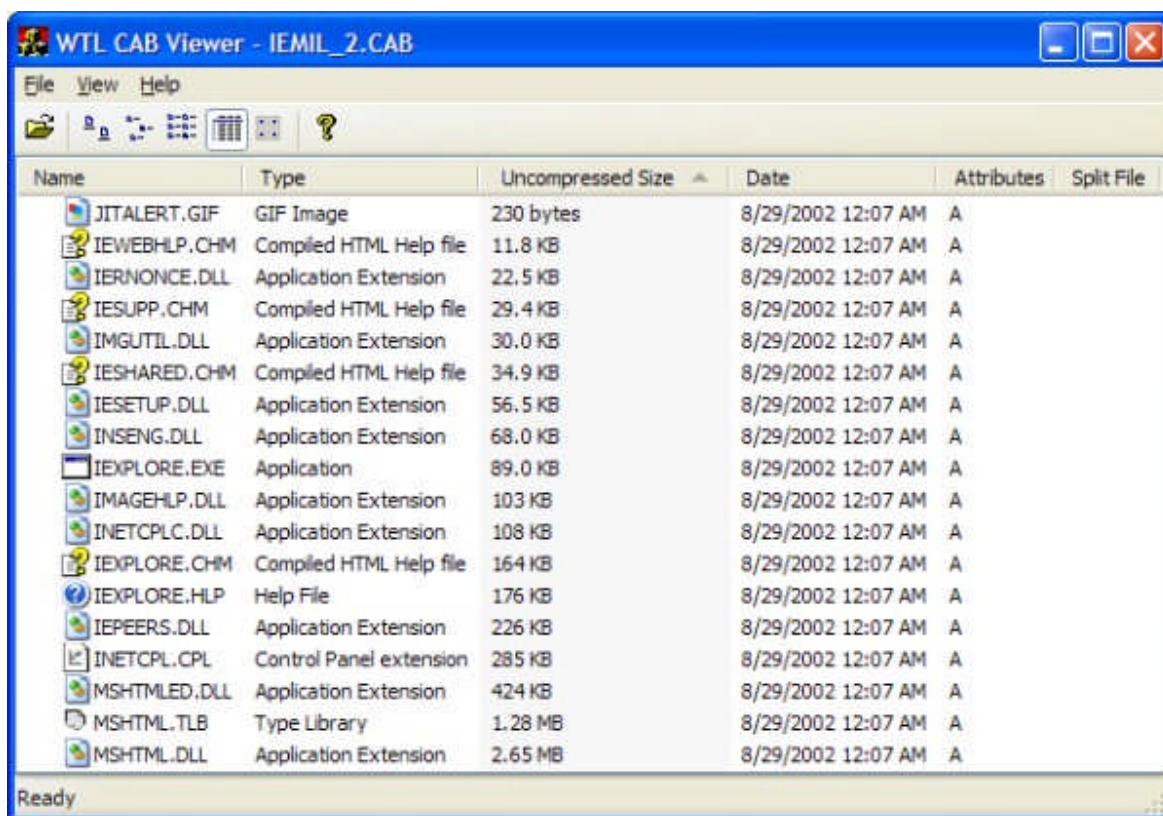 WTL CAB Viewer - IEMIL_2.CAB
File View Help
Name Type Uncompressed Size Date Attributes Split File
JITALERT.GIF GIF Image 230 bytes 8/29/2002 12:07 AM A
IEWEBHLP.CHM Compiled HTML Help file 11.8 KB 8/29/2002 12:07 AM A
IERNONCE.DLL Application Extension 22.5 KB 8/29/2002 12:07 AM A
IESUPP.CHM Compiled HTML Help file 29.4 KB 8/29/2002 12:07 AM A
IMGUTIL.DLL Application Extension 30.0 KB 8/29/2002 12:07 AM A
IESHARED.CHM Compiled HTML Help file 34.9 KB 8/29/2002 12:07 AM A
IESETUP.DLL Application Extension 56.5 KB 8/29/2002 12:07 AM A
INSENG.DLL Application Extension 68.0 KB 8/29/2002 12:07 AM A
IEXPLORE.EXE Application 89.0 KB 8/29/2002 12:07 AM A
IMAGEHLP.DLL Application Extension 103 KB 8/29/2002 12:07 AM A
INETCPLC.DLL Application Extension 108 KB 8/29/2002 12:07 AM A
IEXPLORE.CHM Compiled HTML Help file 164 KB 8/29/2002 12:07 AM A
IEXPLORE.HLP Help File 176 KB 8/29/2002 12:07 AM A
IEPEERS.DLL Application Extension 226 KB 8/29/2002 12:07 AM A
INETCPL.CPL Control Panel extension 285 KB 8/29/2002 12:07 AM A
MSHTMLED.DLL Application Extension 424 KB 8/29/2002 12:07 AM A
MSHTML.TLB Type Library 1.28 MB 8/29/2002 12:07 AM A
MSHTML.DLL Application Extension 2.65 MB 8/29/2002 12:07 AM A
Ready